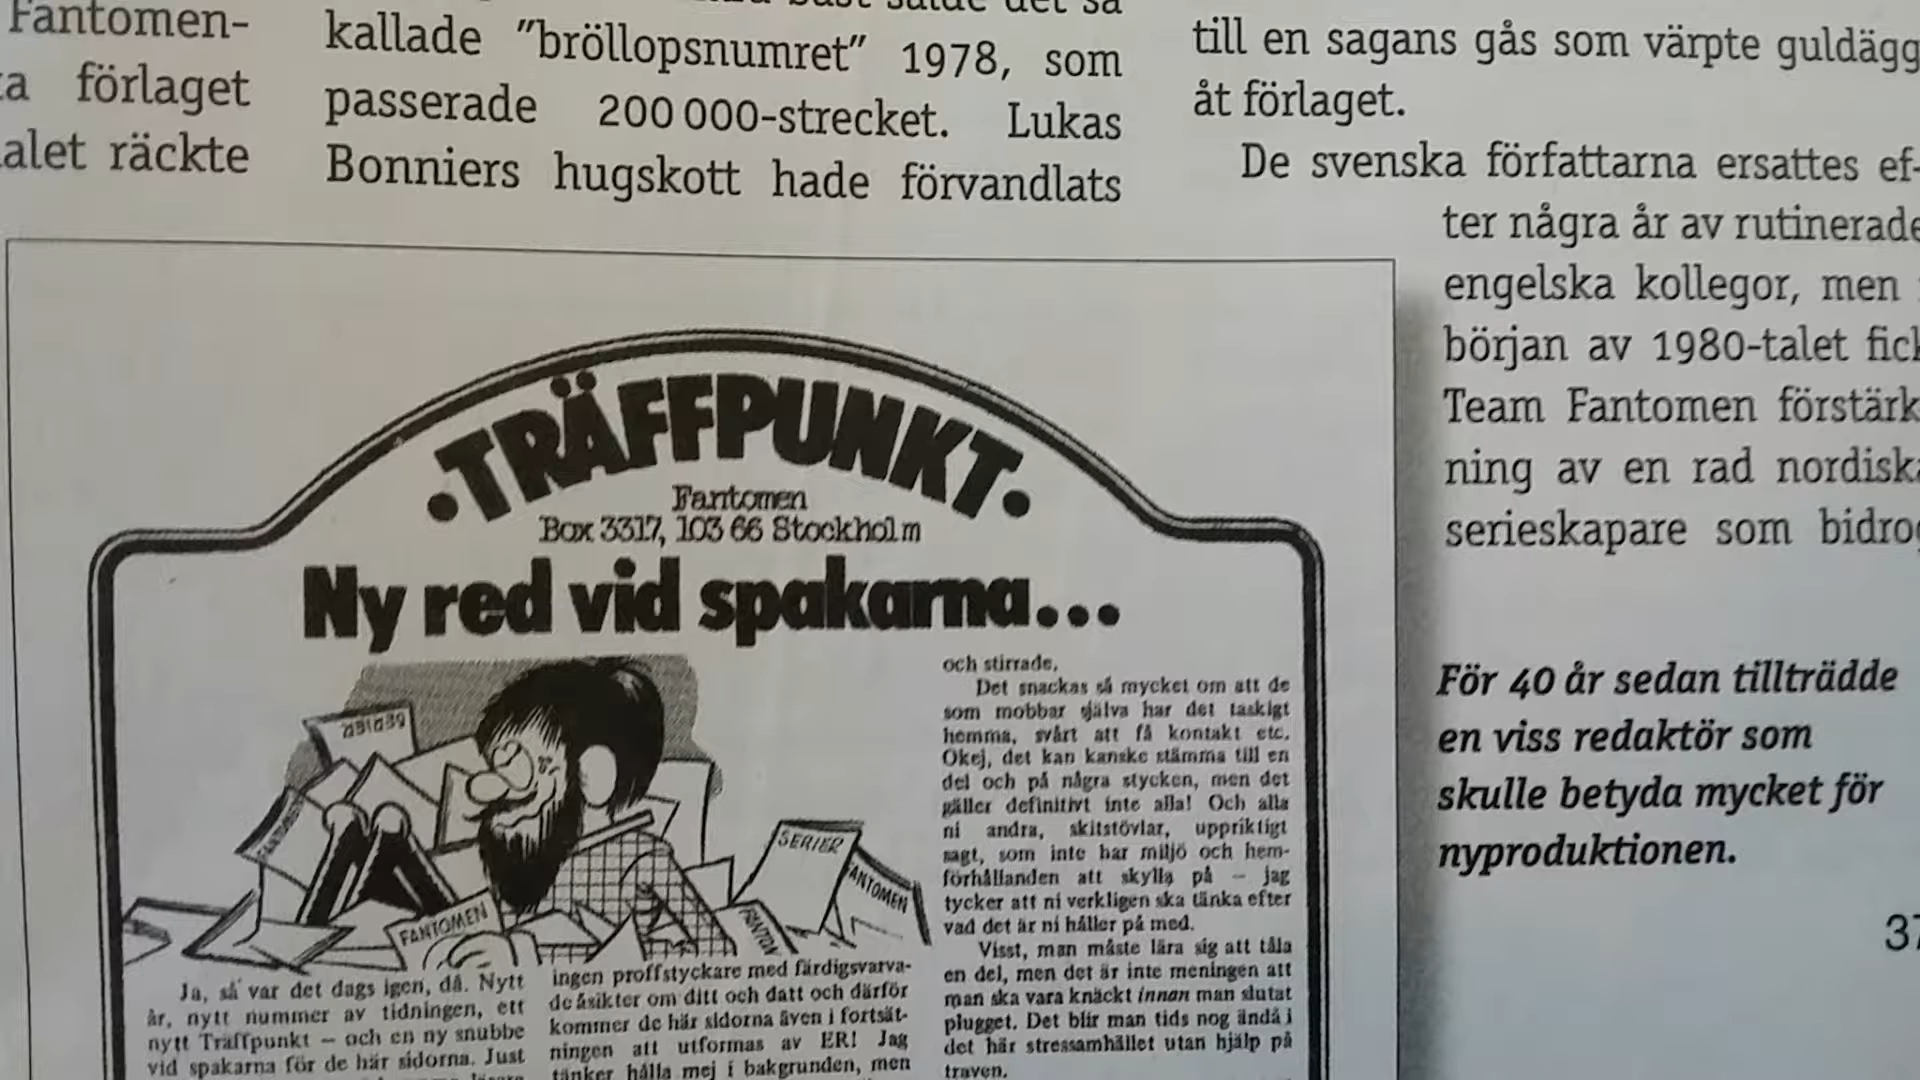 Fantomen-
förlaget
räckte
kallade "bröllopsnumret" 1978, som
passerade 200 000-strecket. Lukas
Bonniers hugskott hade förvandlats
till en sagans gås som värpte guldägg
åt förlaget.
De svenska författarna ersattes ef-
ter några år av rutinerade
engelska kollegor, men
början av 1980-talet fick
Team Fantomen förstärk-
ning av en rad nordiska
serieskapare som bidrog
·TRÄFFPUNKT·
Fantomen
Box 3317, 103 66 Stockholm
Ny red vid spakarna...
SERIER
FANTOMEN
FANTOMEN
FANTOM
Ja, så var det dags igen, då. Nytt
år, nytt nummer av tidningen, ett
nytt Träffpunkt — och en ny snubbe
vid spakarna för de här sidorna. Just
ingen proffstyckare med färdigsvarva-
de åsikter om ditt och datt och därför
kommer de här sidorna även i fortsät-
ningen att utformas av ER! Jag
tänker hålla mej i bakgrunden, men
och stirrade.
Det snackas så mycket om att de
som mobbar själva har det taskigt
hemma, svårt att få kontakt etc.
Okej, det kan kanske stämma till en
del och på några stycken, men det
gäller definitivt inte alla! Och alla
ni andra, skitstövlar, uppriktigt
sagt, som inte har miljö och hem-
förhållanden att skylla på — jag
tycker att ni verkligen ska tänka efter
vad det är ni håller på med.
Visst, man måste lära sig att tåla
en del, men det är inte meningen att
man ska vara knäckt innan man slutat
plugget. Det blir man tids nog ändå i
det här stressamhället utan hjälp på
traven.
För 40 år sedan tillträdde
en viss redaktör som
skulle betyda mycket för
nyproduktionen.
37